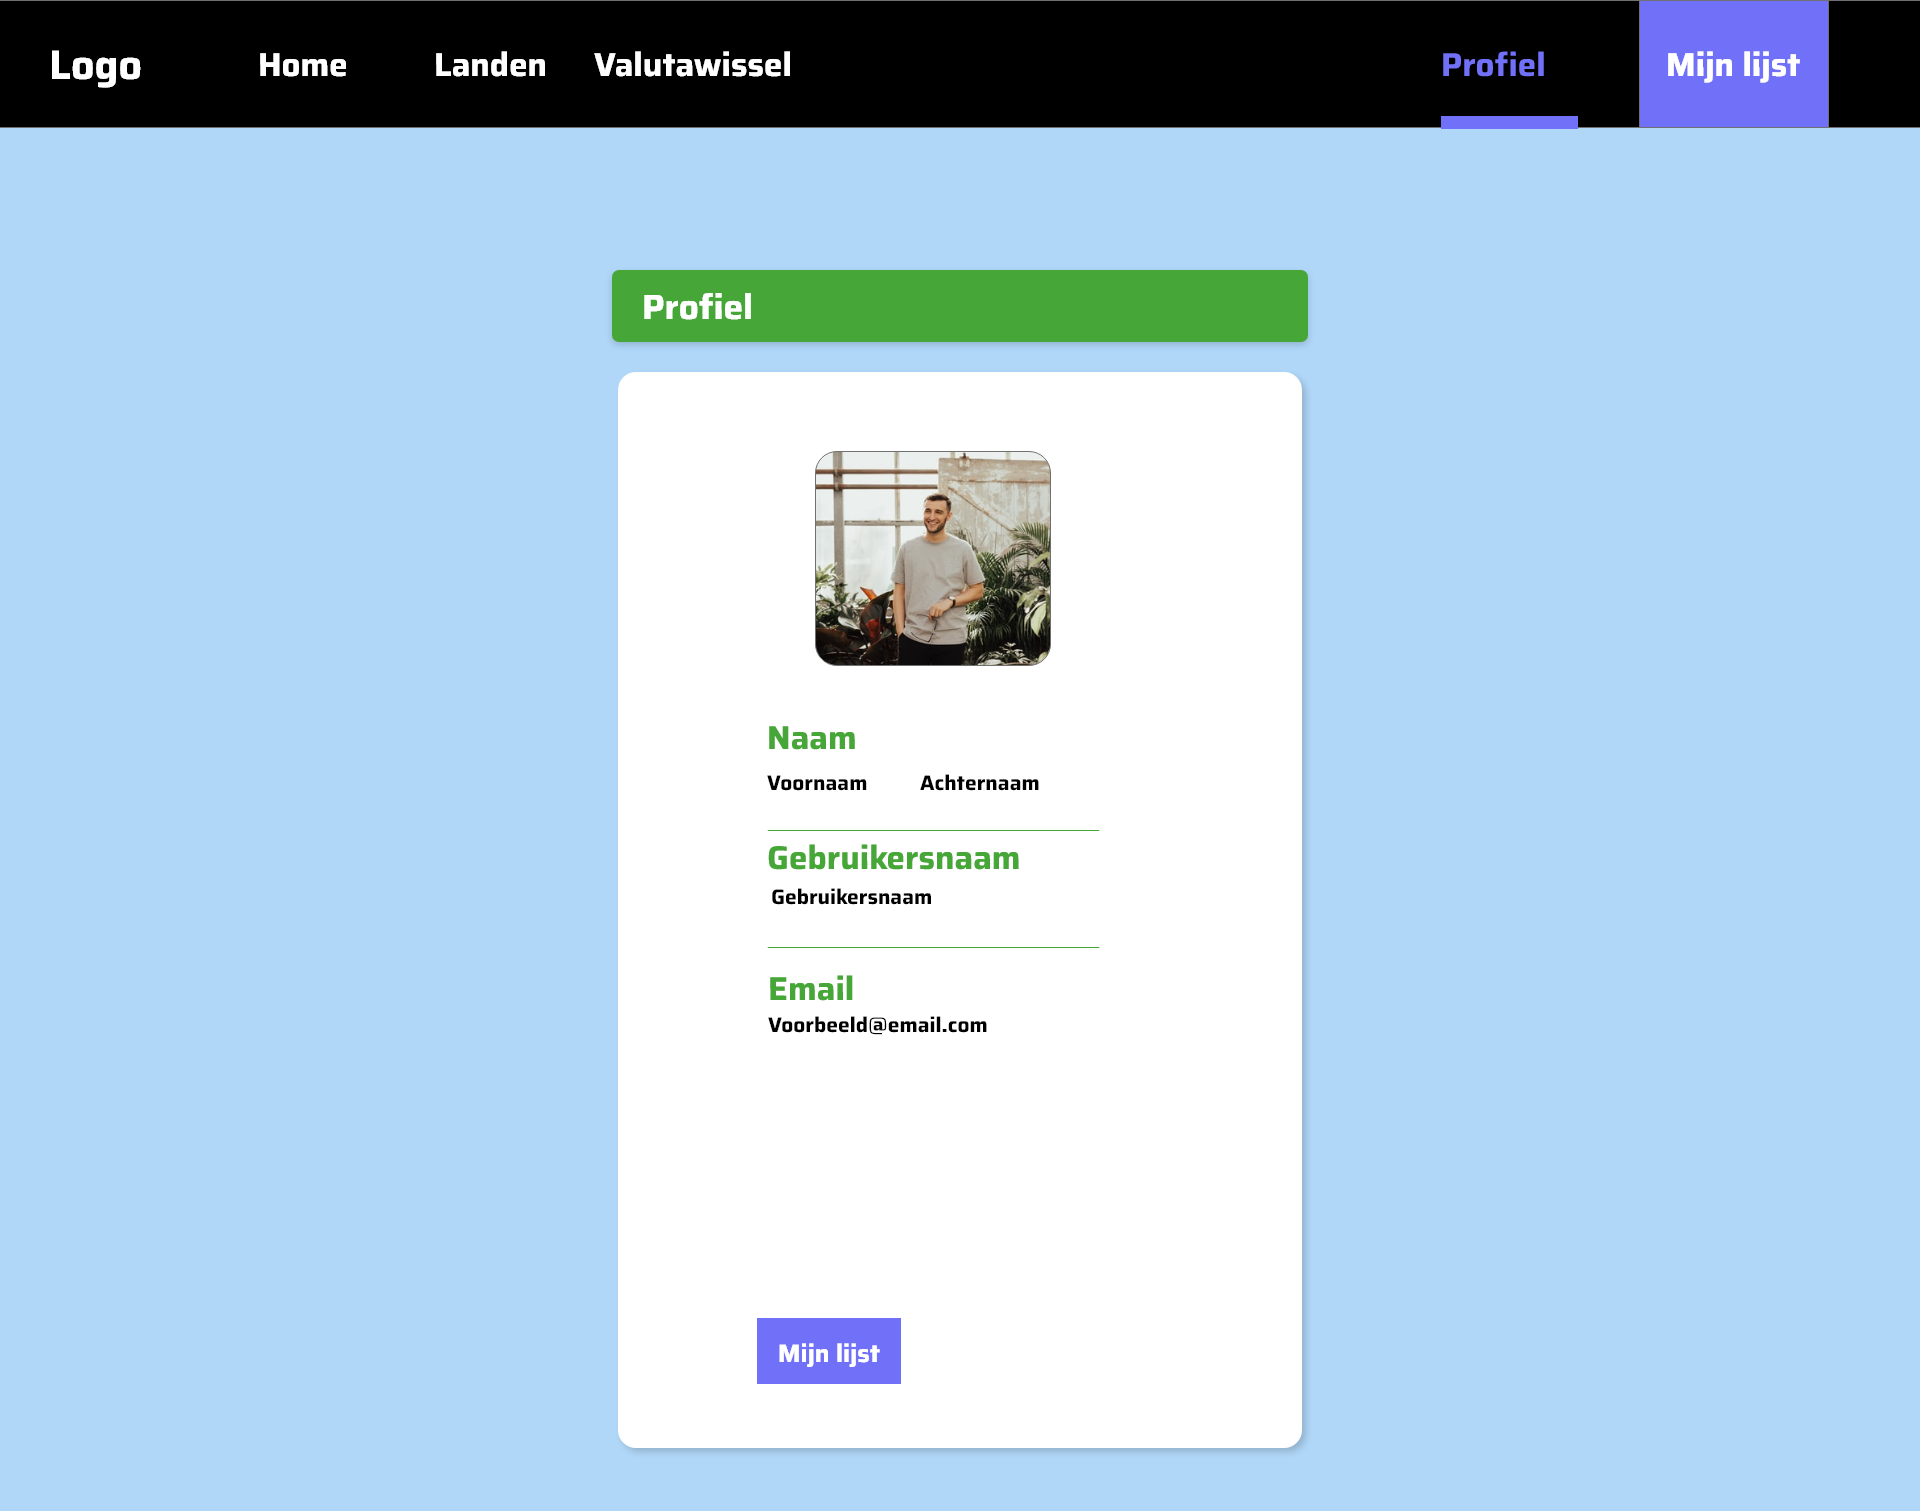 Logo Home Landen Valutawissel Profiel Mijn lijst
Profiel
Naam
Voornaam Achternaam
Gebruikersnaam
Gebruikersnaam
Email
Voorbeeld@email.com
Mijn lijst